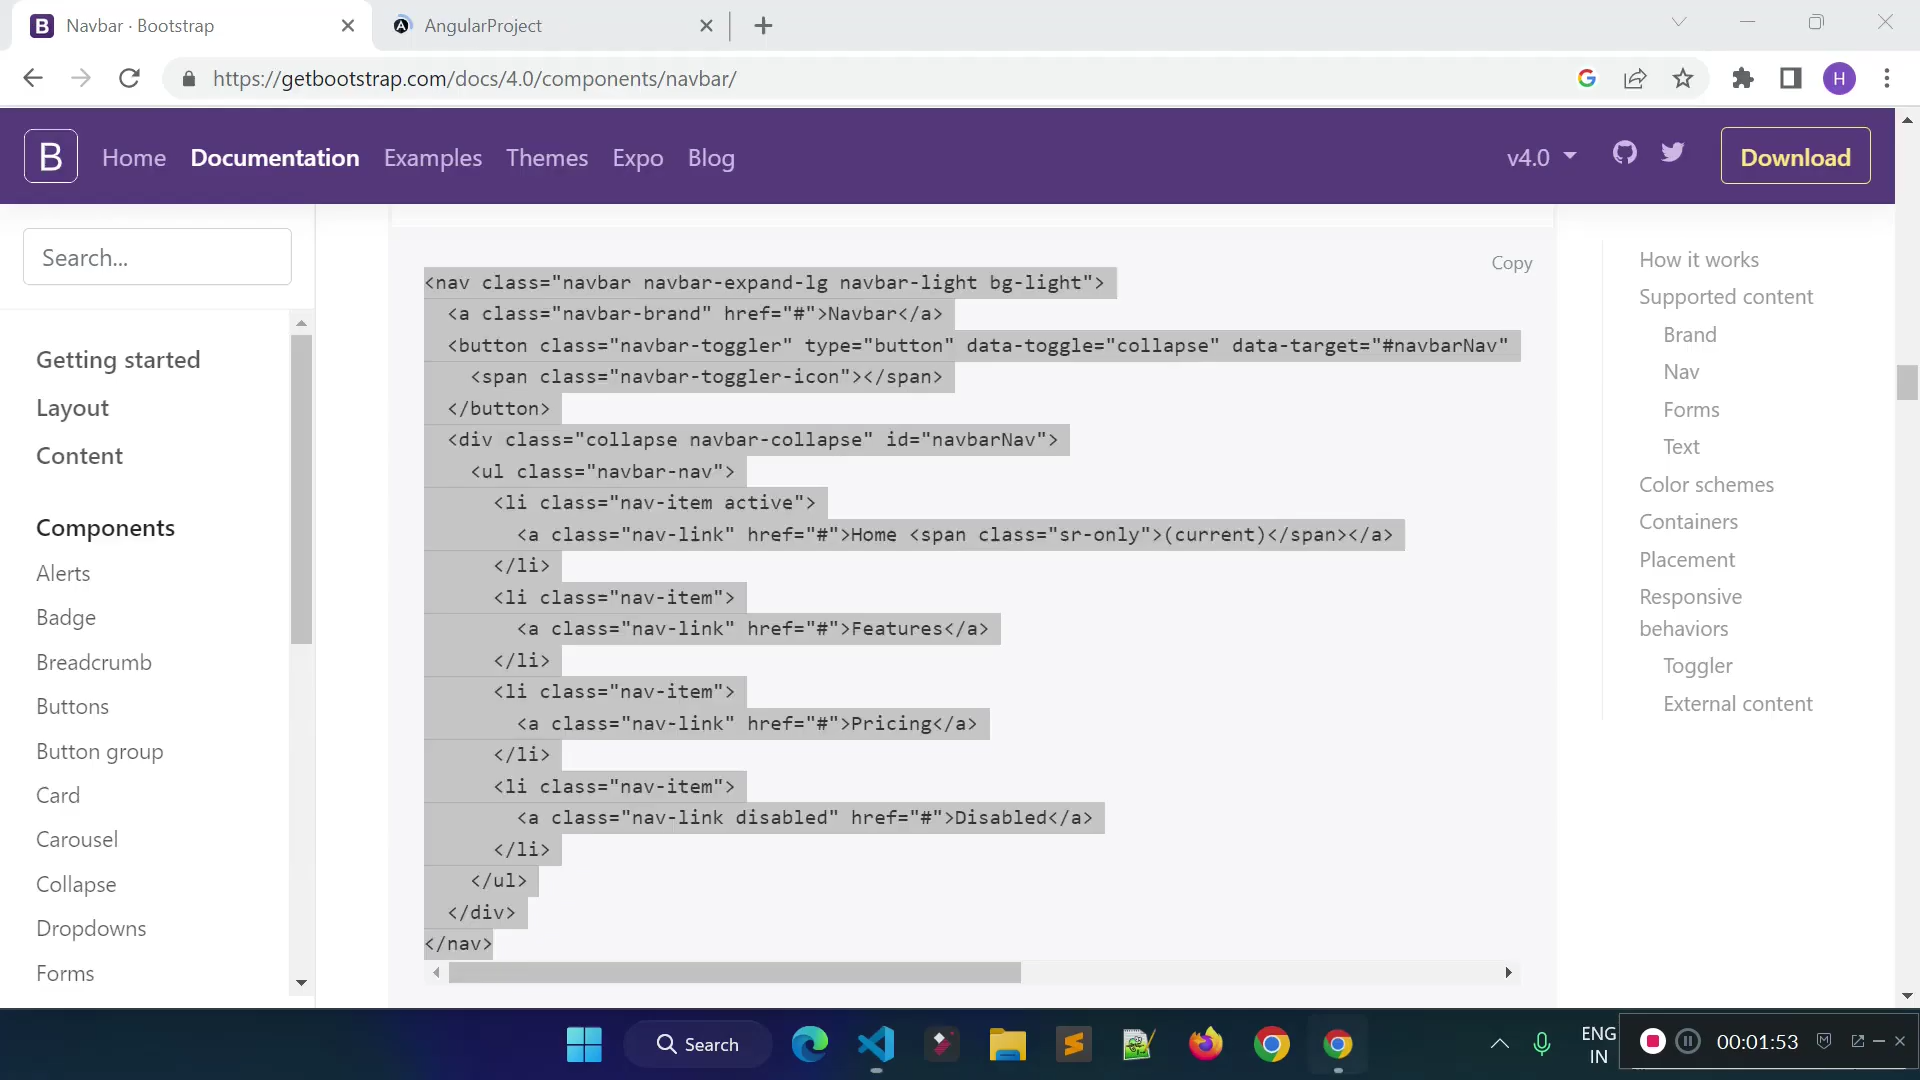 Navbar · Bootstrap
AngularProject
https://getbootstrap.com/docs/4.0/components/navbar/
H
B
Home
Documentation
Examples
Themes
Expo
Blog
v4.0
Download
Search...
Getting started
Layout
Content
Components
Alerts
Badge
Breadcrumb
Buttons
Button group
Card
Carousel
Collapse
Dropdowns
Forms
Copy
<nav class="navbar navbar-expand-lg navbar-light bg-light">
<a class="navbar-brand" href="#">Navbar</a>
<button class="navbar-toggler" type="button" data-toggle="collapse" data-target="#navbarNav"
<span class="navbar-toggler-icon"></span>
</button>
<div class="collapse navbar-collapse" id="navbarNav">
<ul class="navbar-nav">
<li class="nav-item active">
<a class="nav-link" href="#">Home <span class="sr-only">(current)</span></a>
</li>
<li class="nav-item">
<a class="nav-link" href="#">Features</a>
</li>
<li class="nav-item">
<a class="nav-link" href="#">Pricing</a>
</li>
<li class="nav-item">
<a class="nav-link disabled" href="#">Disabled</a>
</li>
</ul>
</div>
</nav>
How it works
Supported content
Brand
Nav
Forms
Text
Color schemes
Containers
Placement
Responsive
behaviors
Toggler
External content
Search
ENG
IN
00:01:53